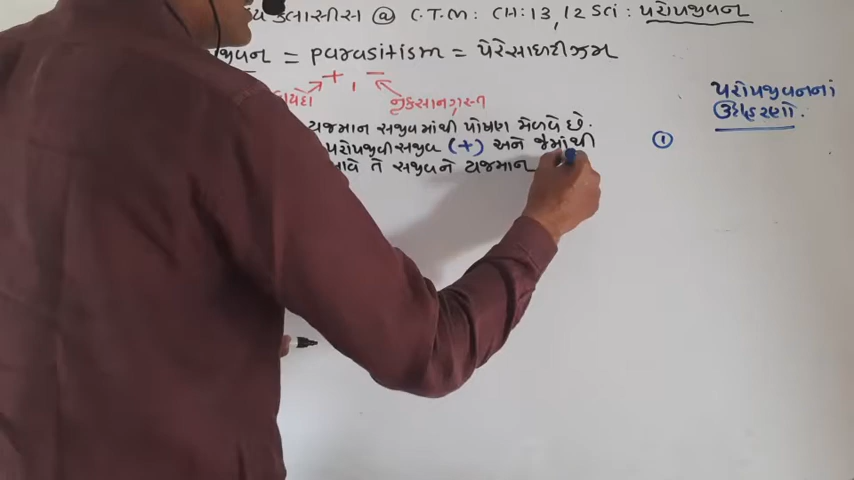 કલાસીસ @ C.T.M : CH:13, 12 Sci : પરોપજીવન
જીવન = parasitism = પેરેસાઇટીઝમ
+ , −
ફાયદો નુકસાનગ્રસ્ત
યજમાન સજીવમાંથી પોષણ મેળવે છે.
પરોપજીવી સજીવ (+) અને જેમાંથી
આવે તે સજીવને યજમાન
પરોપજીવનનાં
ઉદાહરણો.
①